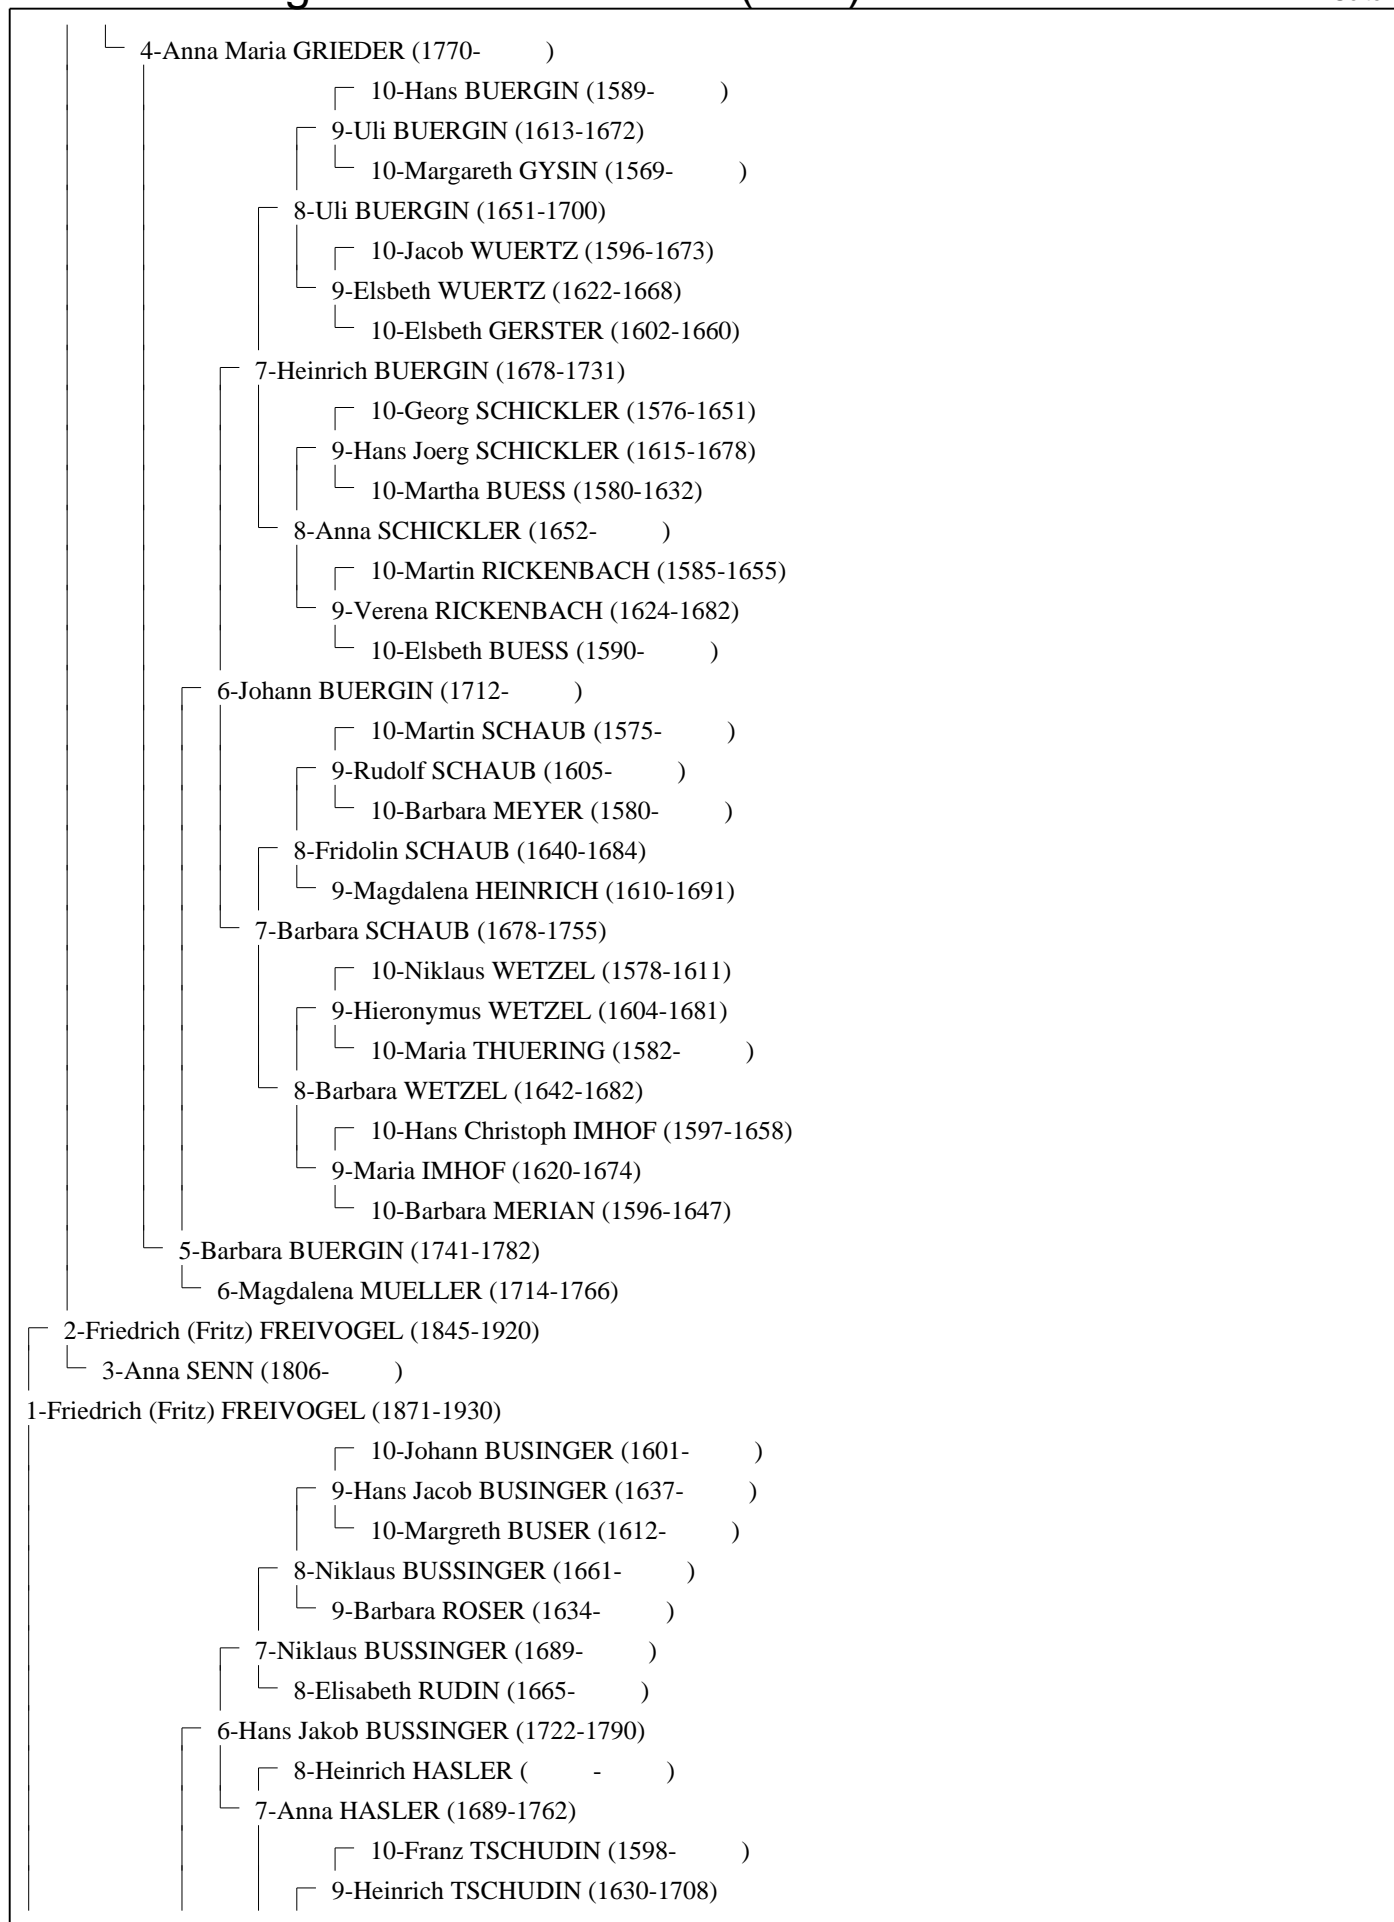 4-Anna Maria GRIEDER (1770- )
10-Hans BUERGIN (1589- )
9-Uli BUERGIN (1613-1672)
10-Margareth GYSIN (1569- )
8-Uli BUERGIN (1651-1700)
10-Jacob WUERTZ (1596-1673)
9-Elsbeth WUERTZ (1622-1668)
10-Elsbeth GERSTER (1602-1660)
7-Heinrich BUERGIN (1678-1731)
10-Georg SCHICKLER (1576-1651)
9-Hans Joerg SCHICKLER (1615-1678)
10-Martha BUESS (1580-1632)
8-Anna SCHICKLER (1652- )
10-Martin RICKENBACH (1585-1655)
9-Verena RICKENBACH (1624-1682)
10-Elsbeth BUESS (1590- )
6-Johann BUERGIN (1712- )
10-Martin SCHAUB (1575- )
9-Rudolf SCHAUB (1605- )
10-Barbara MEYER (1580- )
8-Fridolin SCHAUB (1640-1684)
9-Magdalena HEINRICH (1610-1691)
7-Barbara SCHAUB (1678-1755)
10-Niklaus WETZEL (1578-1611)
9-Hieronymus WETZEL (1604-1681)
10-Maria THUERING (1582- )
8-Barbara WETZEL (1642-1682)
10-Hans Christoph IMHOF (1597-1658)
9-Maria IMHOF (1620-1674)
10-Barbara MERIAN (1596-1647)
5-Barbara BUERGIN (1741-1782)
6-Magdalena MUELLER (1714-1766)
2-Friedrich (Fritz) FREIVOGEL (1845-1920)
3-Anna SENN (1806- )
1-Friedrich (Fritz) FREIVOGEL (1871-1930)
10-Johann BUSINGER (1601- )
9-Hans Jacob BUSINGER (1637- )
10-Margreth BUSER (1612- )
8-Niklaus BUSSINGER (1661- )
9-Barbara ROSER (1634- )
7-Niklaus BUSSINGER (1689- )
8-Elisabeth RUDIN (1665- )
6-Hans Jakob BUSSINGER (1722-1790)
8-Heinrich HASLER ( - )
7-Anna HASLER (1689-1762)
10-Franz TSCHUDIN (1598- )
9-Heinrich TSCHUDIN (1630-1708)